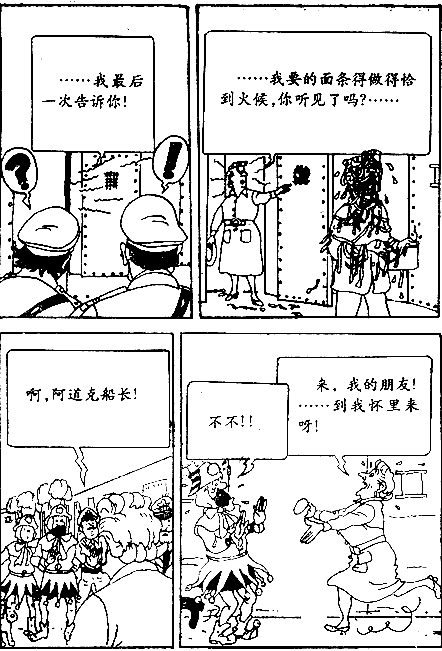 ……我最后
一次告诉你!
?
!
……我要的面条得做得恰
到火候,你听见了吗?……
啊,阿道克船长!
不不!!
来,我的朋友!
……到我怀里来
呀!